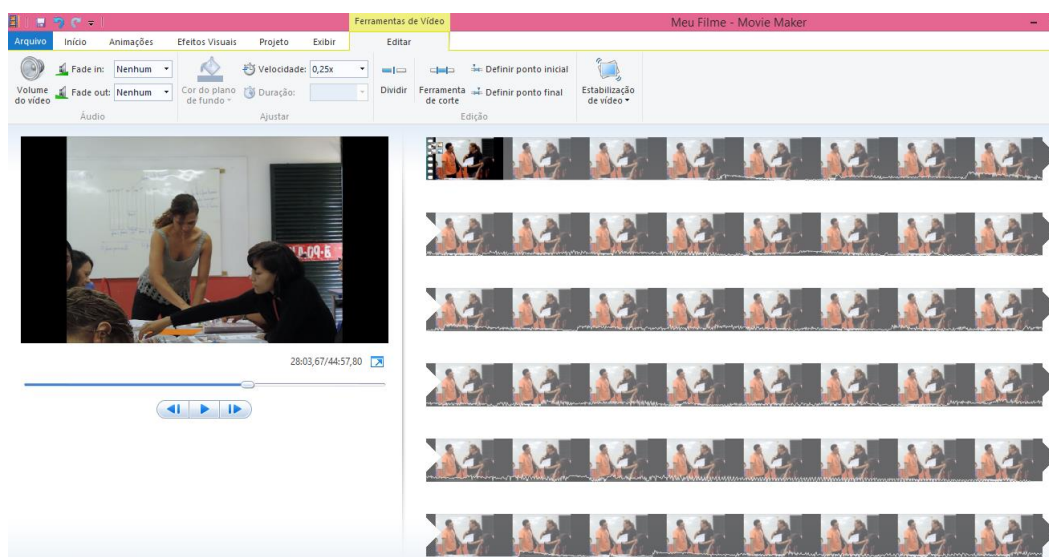 Ferramentas de Vídeo
Meu Filme - Movie Maker
Arquivo Início Animações Efeitos Visuais Projeto Exibir Editar
Fade in: Nenhum
Velocidade: 0,25x
Definir ponto inicial
Volume do vídeo
Fade out: Nenhum
Cor do plano de fundo
Duração:
Dividir
Ferramenta de corte
Definir ponto final
Estabilização de vídeo
Áudio
Ajustar
Edição
28:03,67/44:57,80